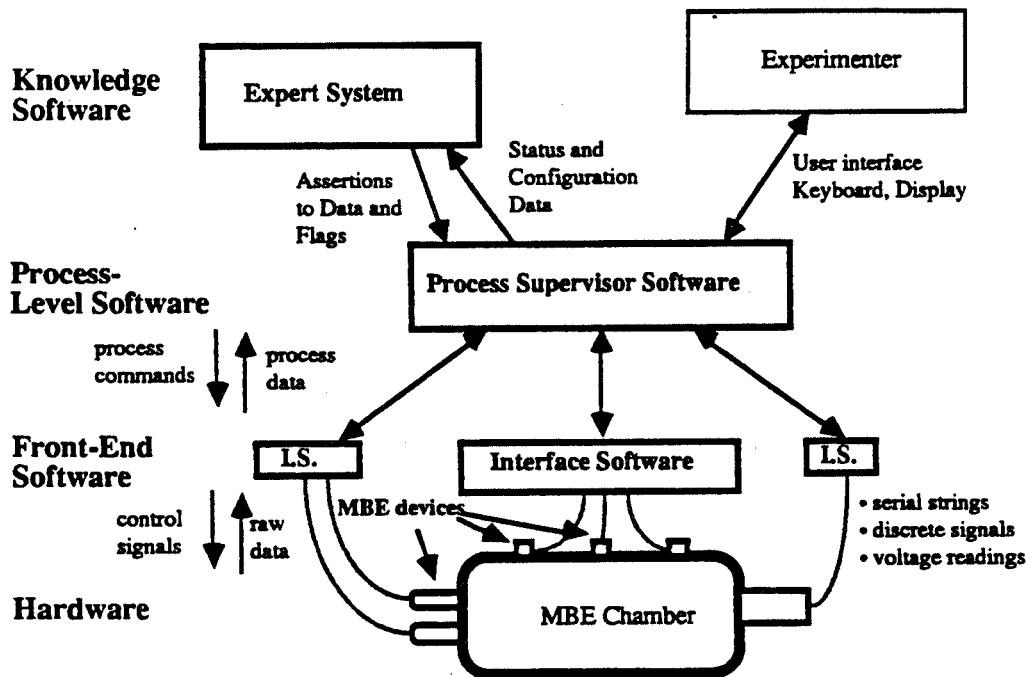 Knowledge
Software
Expert System
Experimenter
Assertions
to Data and
Flags
Status and
Configuration
Data
User interface
Keyboard, Display
Process-
Level Software
Process Supervisor Software
process
commands
process
data
Front-End
Software
I.S.
Interface Software
I.S.
control
signals
raw
data
MBE devices
• serial strings
• discrete signals
• voltage readings
Hardware
MBE Chamber